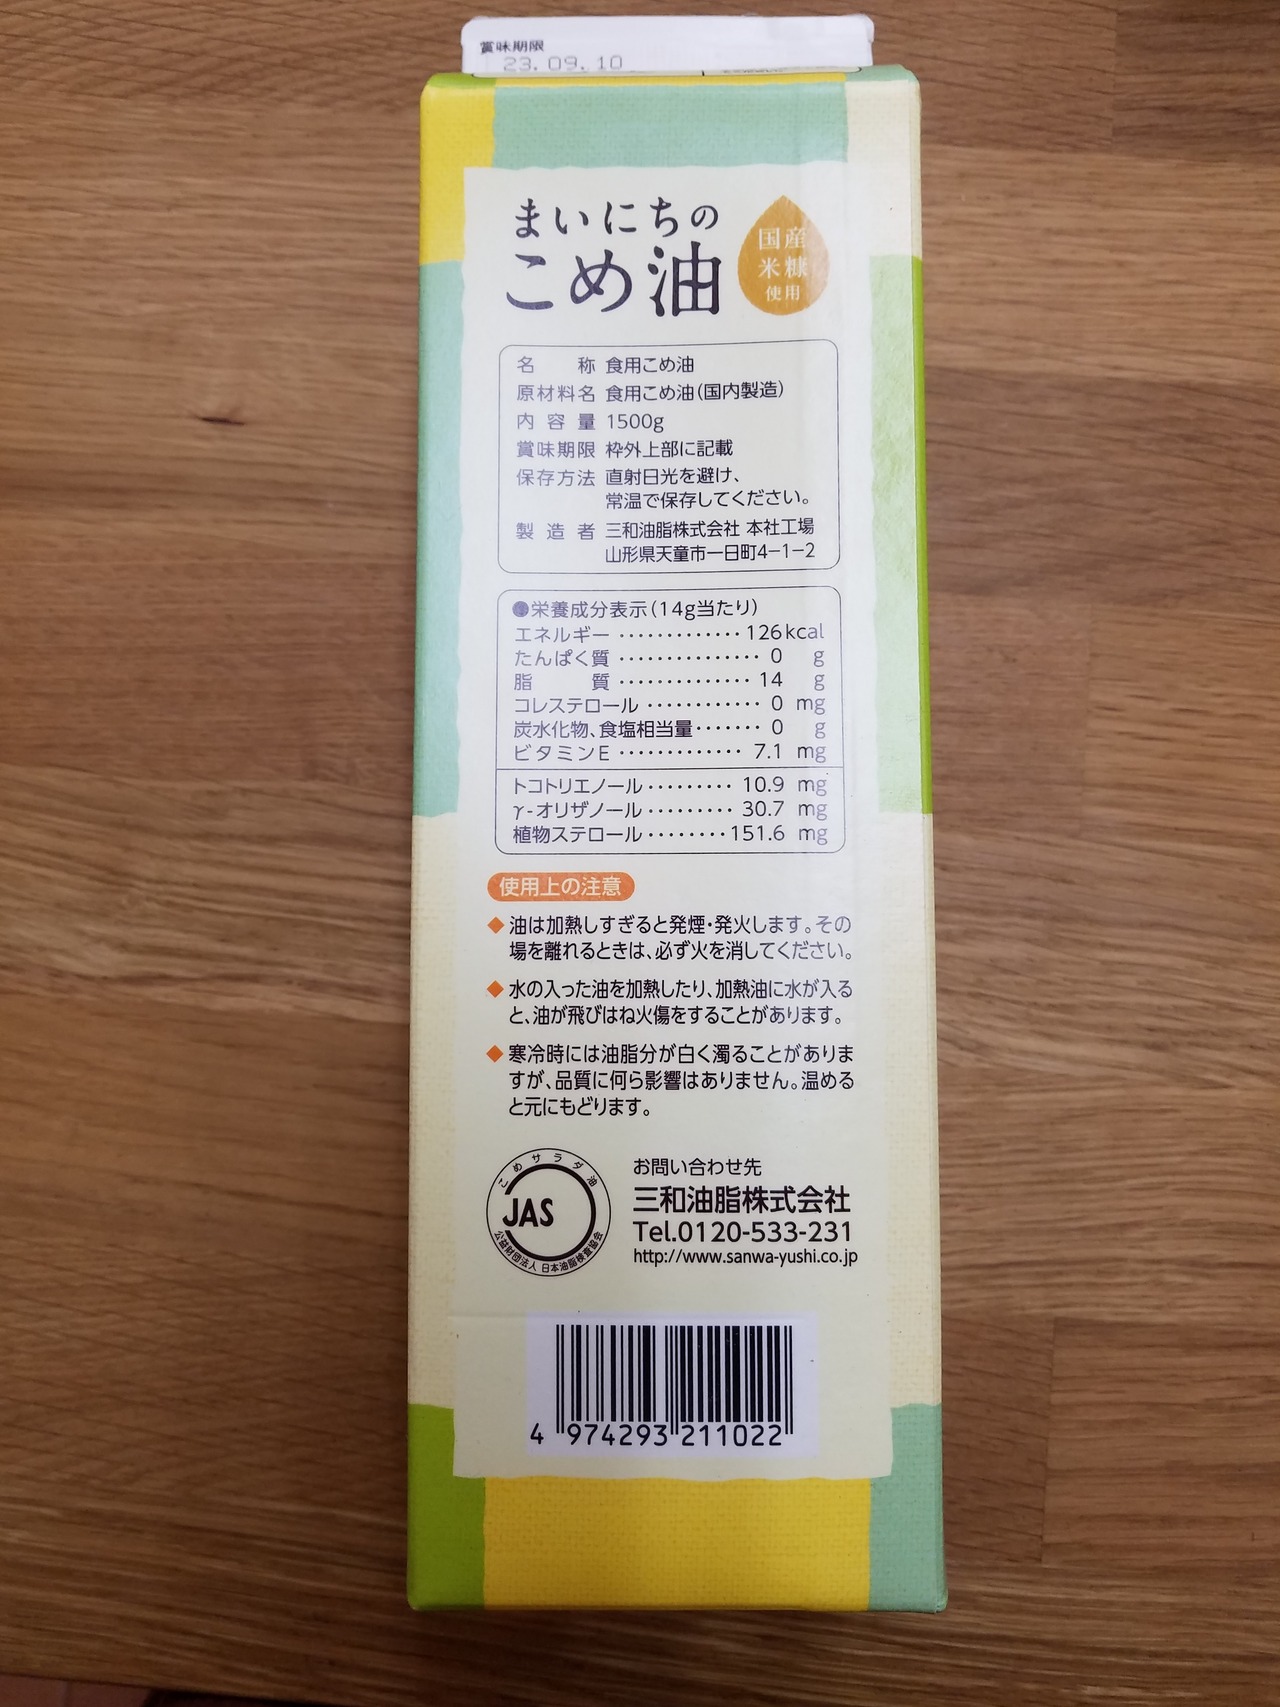 賞味期限
23.09.10
まいにちの
こめ油
国産
米糠
使用
名称 食用こめ油
原材料名 食用こめ油(国内製造)
内容量 1500g
賞味期限 枠外上部に記載
保存方法 直射日光を避け、
常温で保存してください。
製造者 三和油脂株式会社 本社工場
山形県天童市一日町4-1-2
●栄養成分表示(14g当たり)
エネルギー ············· 126kcal
たんぱく質 ··············· 0 g
脂質 ·············· 14 g
コレステロール ············ 0 mg
炭水化物、食塩相当量······· 0 g
ビタミンE ············· 7.1 mg
トコトリエノール ········· 10.9 mg
γ-オリザノール ········· 30.7 mg
植物ステロール ········ 151.6 mg
使用上の注意
◆油は加熱しすぎると発煙・発火します。その
場を離れるときは、必ず火を消してください。
◆水の入った油を加熱したり、加熱油に水が入る
と、油が飛びはね火傷をすることがあります。
◆寒冷時には油脂分が白く濁ることがありま
すが、品質に何ら影響はありません。温める
と元にもどります。
こめサラダ油
JAS
公益財団法人 日本油脂検査協会
お問い合わせ先
三和油脂株式会社
Tel.0120-533-231
http://www.sanwa-yushi.co.jp
4 974293 211022